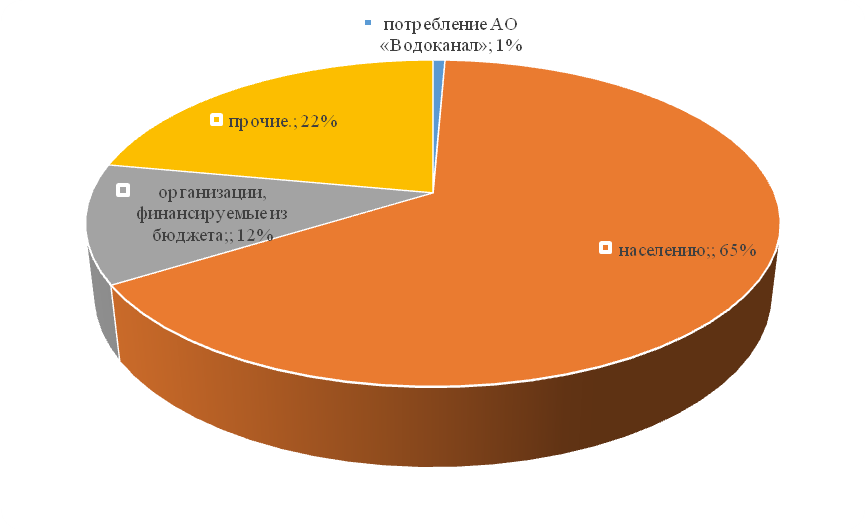 потребление АО
«Водоканал»; 1%
прочие.; 22%
организации,
финансируемые из
бюджета;; 12%
населению;; 65%